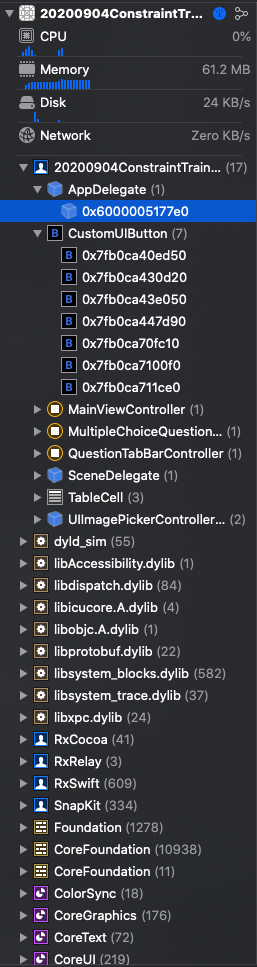 20200904ConstraintTr...
CPU 0%
Memory 61.2 MB
Disk 24 KB/s
Network Zero KB/s
20200904ConstraintTrain... (17)
AppDelegate (1)
0x6000005177e0
B CustomUIButton (7)
B 0x7fb0ca40ed50
B 0x7fb0ca430d20
B 0x7fb0ca43e050
B 0x7fb0ca447d90
B 0x7fb0ca70fc10
B 0x7fb0ca7100f0
B 0x7fb0ca711ce0
MainViewController (1)
MultipleChoiceQuestion... (1)
QuestionTabBarController (1)
SceneDelegate (1)
TableCell (3)
UIImagePickerController... (2)
dyld_sim (55)
libAccessibility.dylib (1)
libdispatch.dylib (84)
libicucore.A.dylib (4)
libobjc.A.dylib (1)
libprotobuf.dylib (22)
libsystem_blocks.dylib (582)
libsystem_trace.dylib (37)
libxpc.dylib (24)
RxCocoa (41)
RxRelay (3)
RxSwift (609)
SnapKit (334)
Foundation (1278)
CoreFoundation (10938)
CoreFoundation (11)
ColorSync (18)
CoreGraphics (176)
CoreText (72)
CoreUI (219)